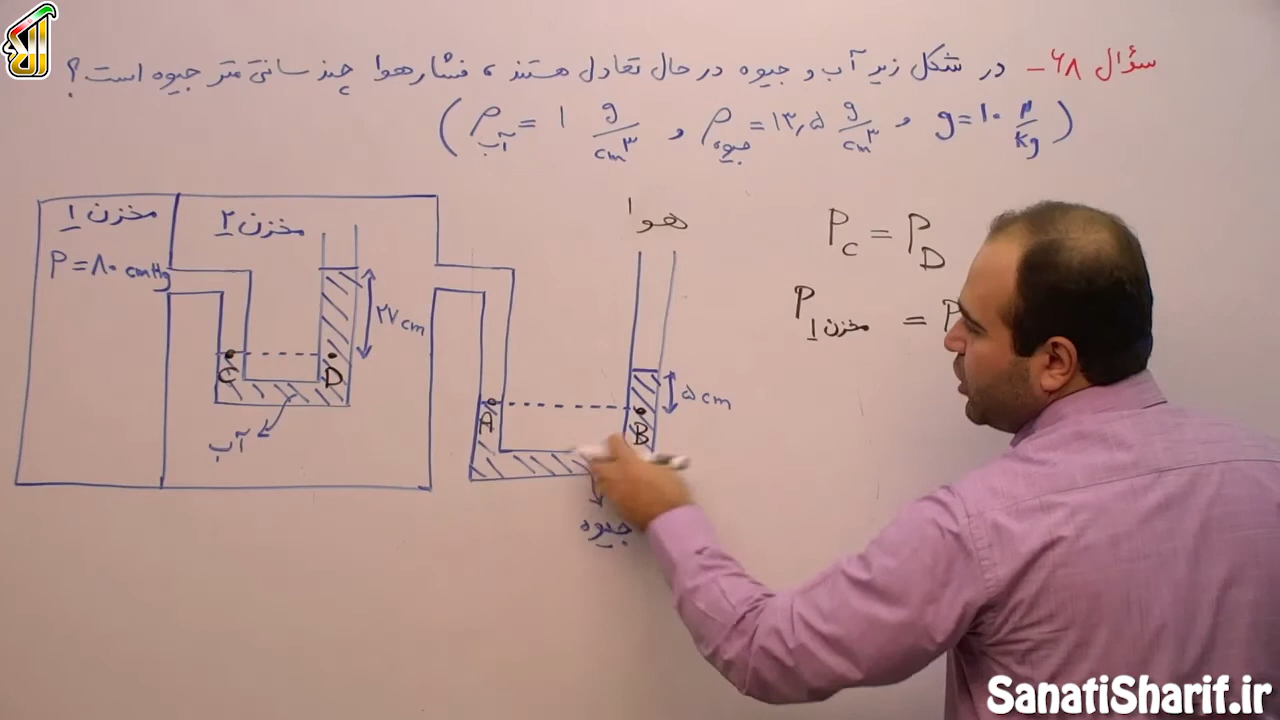 سؤال ۶۸- در شکل زیر آب و جیوه در حال تعادل هستند، فشار هوا چند سانتی متر جیوه است؟
(ρآب = ۱ g/cm³ , ρجیوه = ۱۳٫۵ g/cm³ , g = ۱۰ N/kg)
مخزن ۱
P = ۸۰ cmHg
مخزن ۲
۲۷ cm
C
D
آب
هوا
۵ cm
A
B
جیوه
P_C = P_D
P مخزن ۱ = P
SanatiSharif.ir